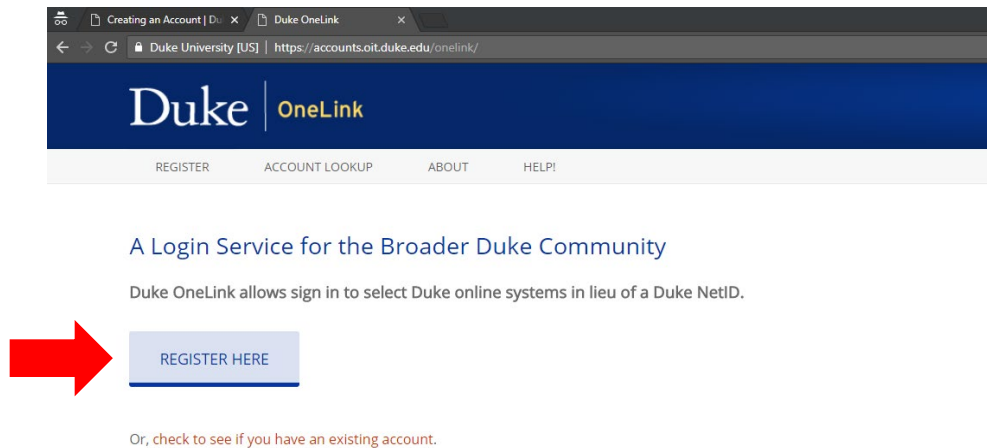 Creating an Account | Du
Duke OneLink
Duke University [US] | https://accounts.oit.duke.edu/onelink/
Duke | OneLink
REGISTER ACCOUNT LOOKUP ABOUT HELP!
A Login Service for the Broader Duke Community
Duke OneLink allows sign in to select Duke online systems in lieu of a Duke NetID.
REGISTER HERE
Or, check to see if you have an existing account.